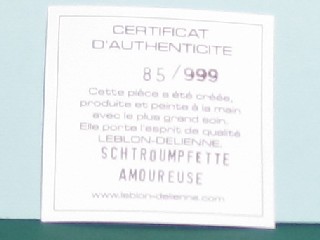 CERTIFICAT
D'AUTHENTICITE
85/999
Cette pièce a été créée,
produite et peinte à la main
avec le plus grand soin.
Elle porte l'esprit de qualité
LEBLON-DELIENNE.
SCHTROUMPFETTE
AMOUREUSE
www.leblon-delienne.com